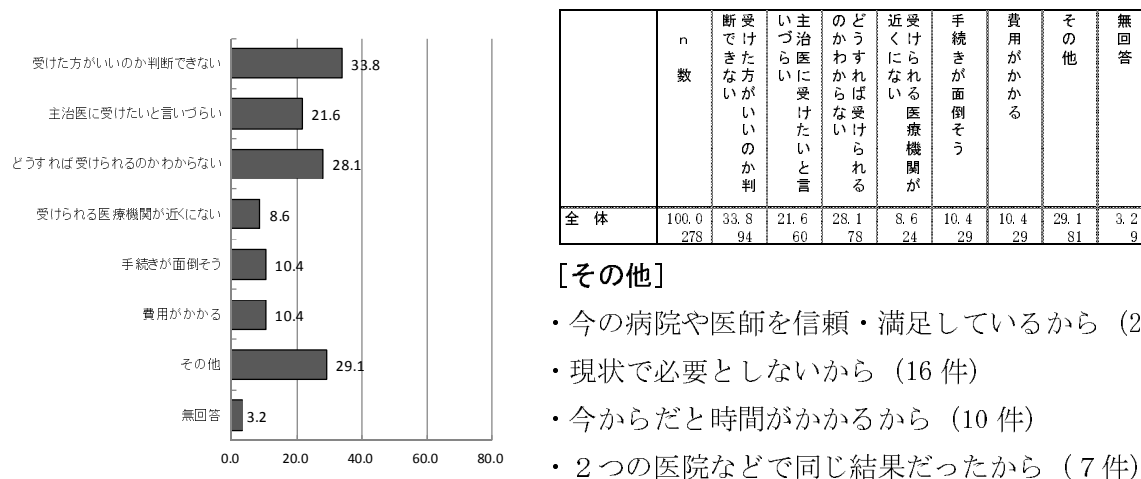 受けた方がいいのか判断できない
33.8
主治医に受けたいと言いづらい
21.6
どうすれば受けられるのかわからない
28.1
受けられる医療機関が近くにない
8.6
手続きが面倒そう
10.4
費用がかかる
10.4
その他
29.1
無回答
3.2
0.0 20.0 40.0 60.0 80.0
n数
受けた方がいいのか判
断できない
主治医に受けたいと言
いづらい
どうすれば受けられる
のかわからない
受けられる医療機関が
近くにない
手続きが面倒そう
費用がかかる
その他
無回答
全体 100.0 33.8 21.6 28.1 8.6 10.4 10.4 29.1 3.2
278 94 60 78 24 29 29 81 9
[その他]
・今の病院や医師を信頼・満足しているから (2
・現状で必要としないから (16 件)
・今からだと時間がかかるから (10 件)
・２つの医院などで同じ結果だったから (７件)